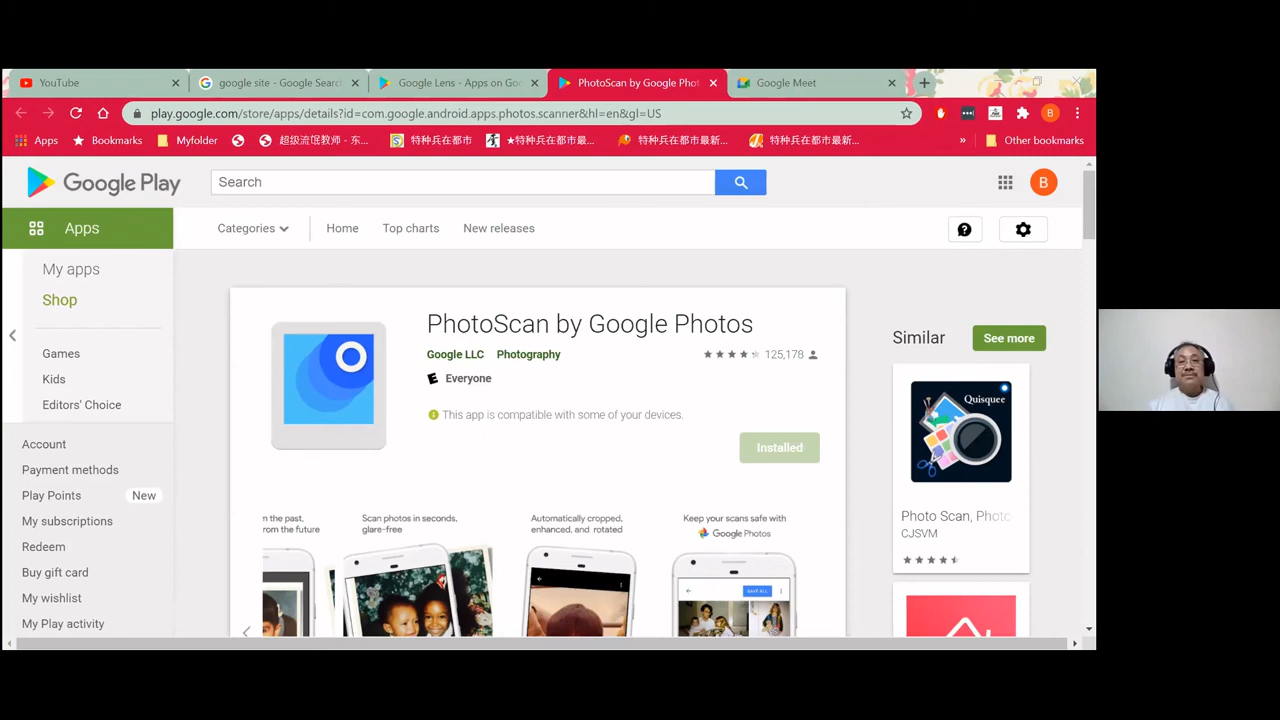 YouTube
google site - Google Searc
Google Lens - Apps on Goo
PhotoScan by Google Phot
Google Meet
play.google.com/store/apps/details?id=com.google.android.apps.photos.scanner&hl=en&gl=US
Apps
Bookmarks
Myfolder
超级流氓教师 - 东...
特种兵在都市
★特种兵在都市最...
特种兵在都市最新...
特种兵在都市最新...
»
Other bookmarks
Google Play
Search
B
Apps
Categories
Home
Top charts
New releases
My apps
Shop
Games
Kids
Editors' Choice
Account
Payment methods
Play Points New
My subscriptions
Redeem
Buy gift card
My wishlist
My Play activity
PhotoScan by Google Photos
Google LLC Photography
125,178
E Everyone
This app is compatible with some of your devices.
Installed
m the past,
from the future
Scan photos in seconds,
glare-free
Automatically cropped,
enhanced, and rotated
Keep your scans safe with
Google Photos
SAVE ALL
Similar
See more
Quisquee
Photo Scan, Photo
CJSVM